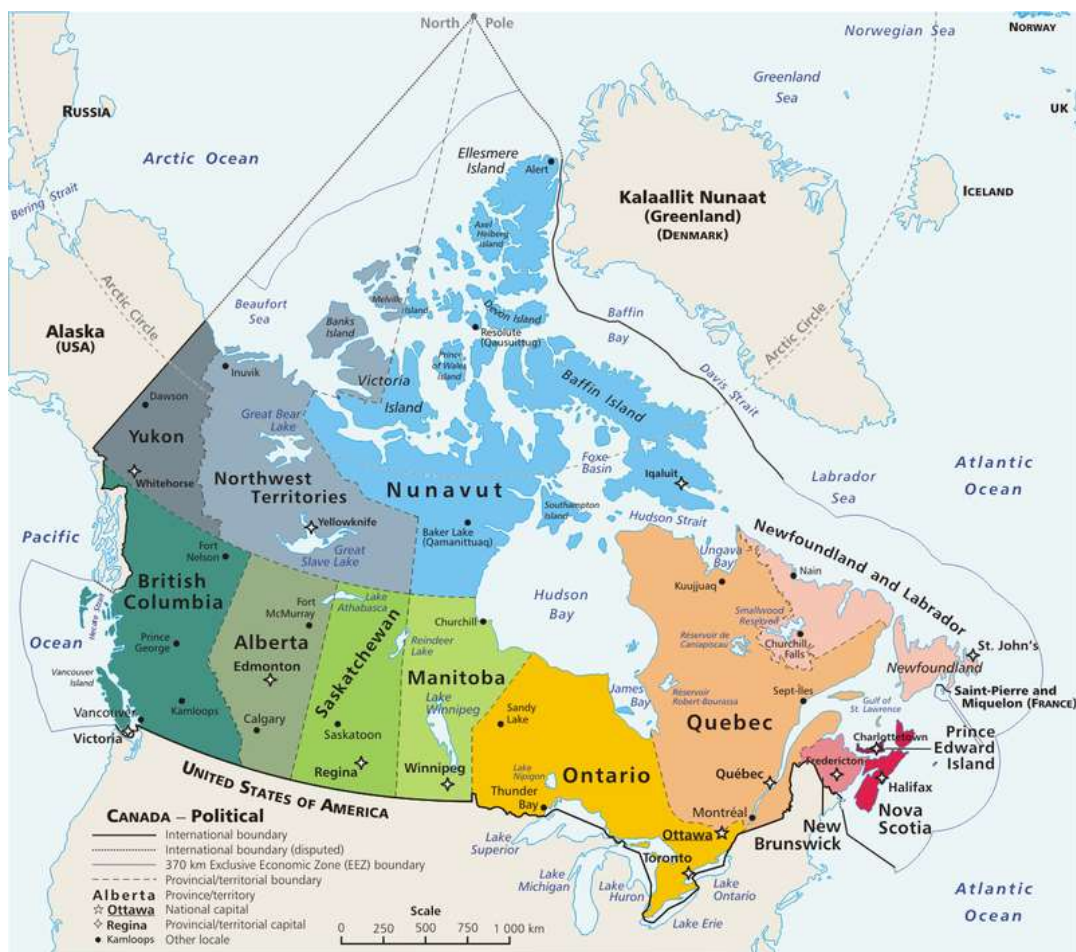 North Pole
Norwegian Sea
NORWAY
Greenland
Sea
RUSSIA
UK
Arctic Ocean
Ellesmere
Island
Alert
Bering Strait
Kalaallit Nunaat
(Greenland)
(DENMARK)
ICELAND
Axel
Heiberg
Island
Arctic Circle
Beaufort
Sea
Melville
Island
Devon Island
Baffin
Bay
Arctic Circle
Alaska
(USA)
Banks
Island
Resolute
(Qausuittuq)
Prince
of Wales
Island
Inuvik
Victoria
Island
Baffin Island
Davis Strait
Dawson
Great Bear
Lake
Yukon
Foxe
Basin
Iqaluit
Whitehorse
Northwest
Territories
Nunavut
Labrador
Sea
Atlantic
Ocean
Southampton
Island
Hudson Strait
Yellowknife
Baker Lake
(Qamanittuaq)
Pacific
Ocean
Great
Slave Lake
Ungava
Bay
Newfoundland and Labrador
Fort
Nelson
Nain
Kuujjuaq
British
Columbia
Lake
Athabasca
Hudson
Bay
Hecate Strait
Fort
McMurray
Smallwood
Reservoir
Churchill
Churchill
Falls
Alberta
Saskatchewan
Reindeer
Lake
Réservoir de
Caniapiscau
Prince
George
St. John's
Edmonton
Manitoba
Newfoundland
Vancouver
Island
James
Bay
Réservoir
Robert-Bourassa
Sept-Îles
Saint-Pierre and
Miquelon (FRANCE)
Kamloops
Lake
Winnipeg
Gulf of
St. Lawrence
Vancouver
Calgary
Sandy
Lake
Quebec
Victoria
Saskatoon
Charlottetown
Prince
Edward
Island
Regina
Winnipeg
Ontario
Fredericton
Québec
Lake
Nipigon
Halifax
UNITED STATES OF AMERICA
Thunder
Bay
Montréal
Nova
Scotia
New
Brunswick
Ottawa
Lake
Superior
Toronto
Lake
Michigan
Lake
Huron
Lake
Ontario
Lake Erie
Atlantic
Ocean
CANADA – Political
International boundary
International boundary (disputed)
370 km Exclusive Economic Zone (EEZ) boundary
Provincial/territorial boundary
Alberta Province/territory
Ottawa National capital
Regina Provincial/territorial capital
Kamloops Other locale
Scale
0 250 500 750 1 000 km